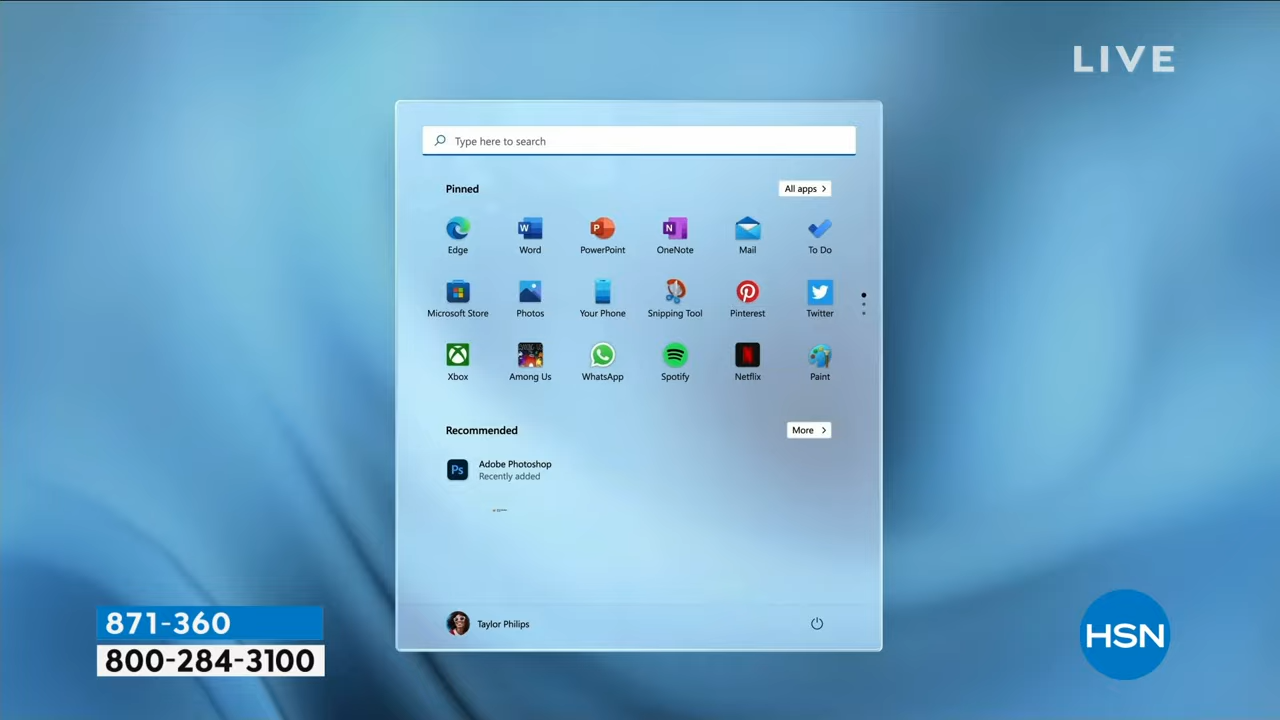 LIVE
Type here to search
Pinned
All apps
Edge
Word
PowerPoint
OneNote
Mail
To Do
Microsoft Store
Photos
Your Phone
Snipping Tool
Pinterest
Twitter
Xbox
Among Us
WhatsApp
Spotify
Netflix
Paint
Recommended
More
Ps
Adobe Photoshop
Recently added
Taylor Philips
871-360
800-284-3100
HSN